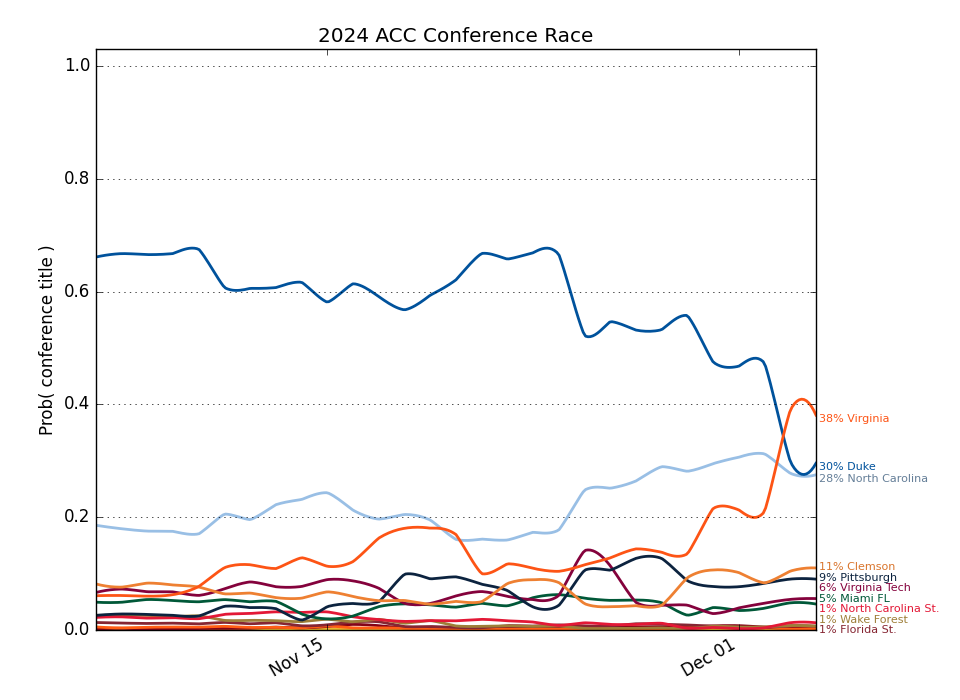 2024 ACC Conference Race
Prob( conference title )
1.0
0.8
0.6
0.4
0.2
0.0
Nov 15
Dec 01
38% Virginia
30% Duke
28% North Carolina
11% Clemson
9% Pittsburgh
6% Virginia Tech
5% Miami FL
1% North Carolina St.
1% Wake Forest
1% Florida St.